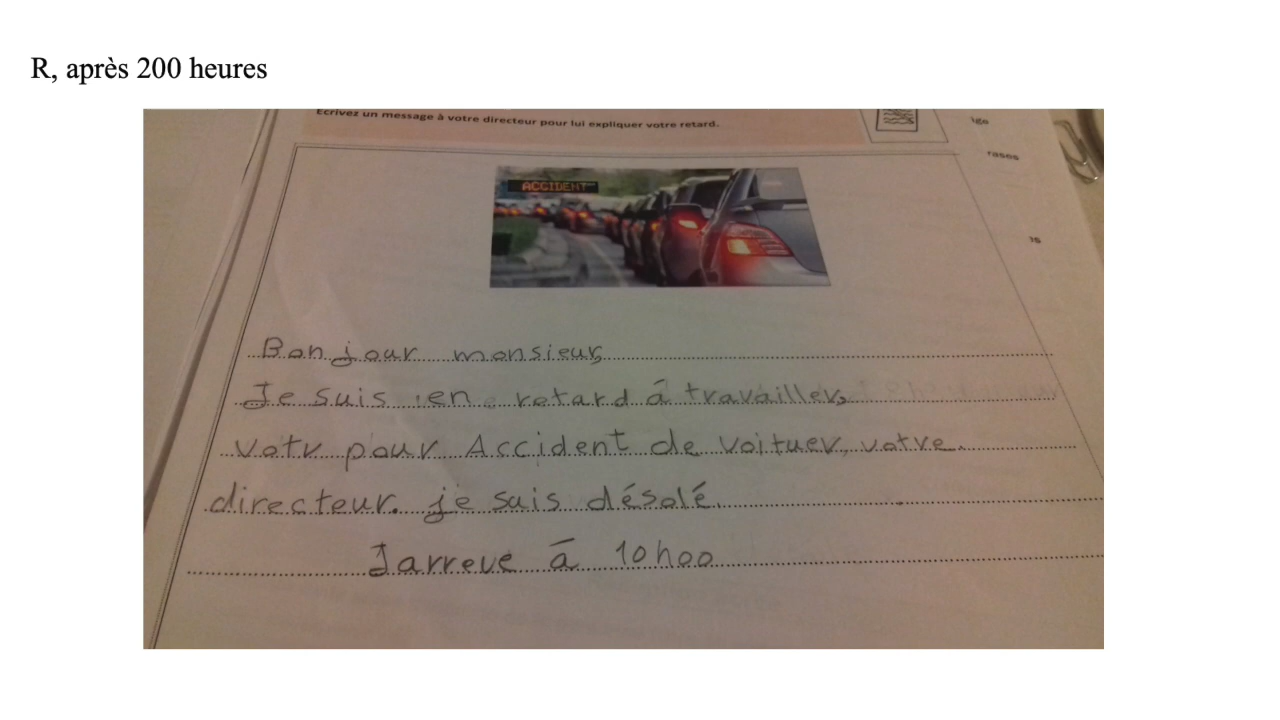 R, après 200 heures
Ecrivez un message à votre directeur pour lui expliquer votre retard.
ACCIDENT
Bonjour monsieur,
Je suis en retard á travailler,
votr pour Accident de voituer, votre
directeur. je suis désolé.
Jarreve á 10h00